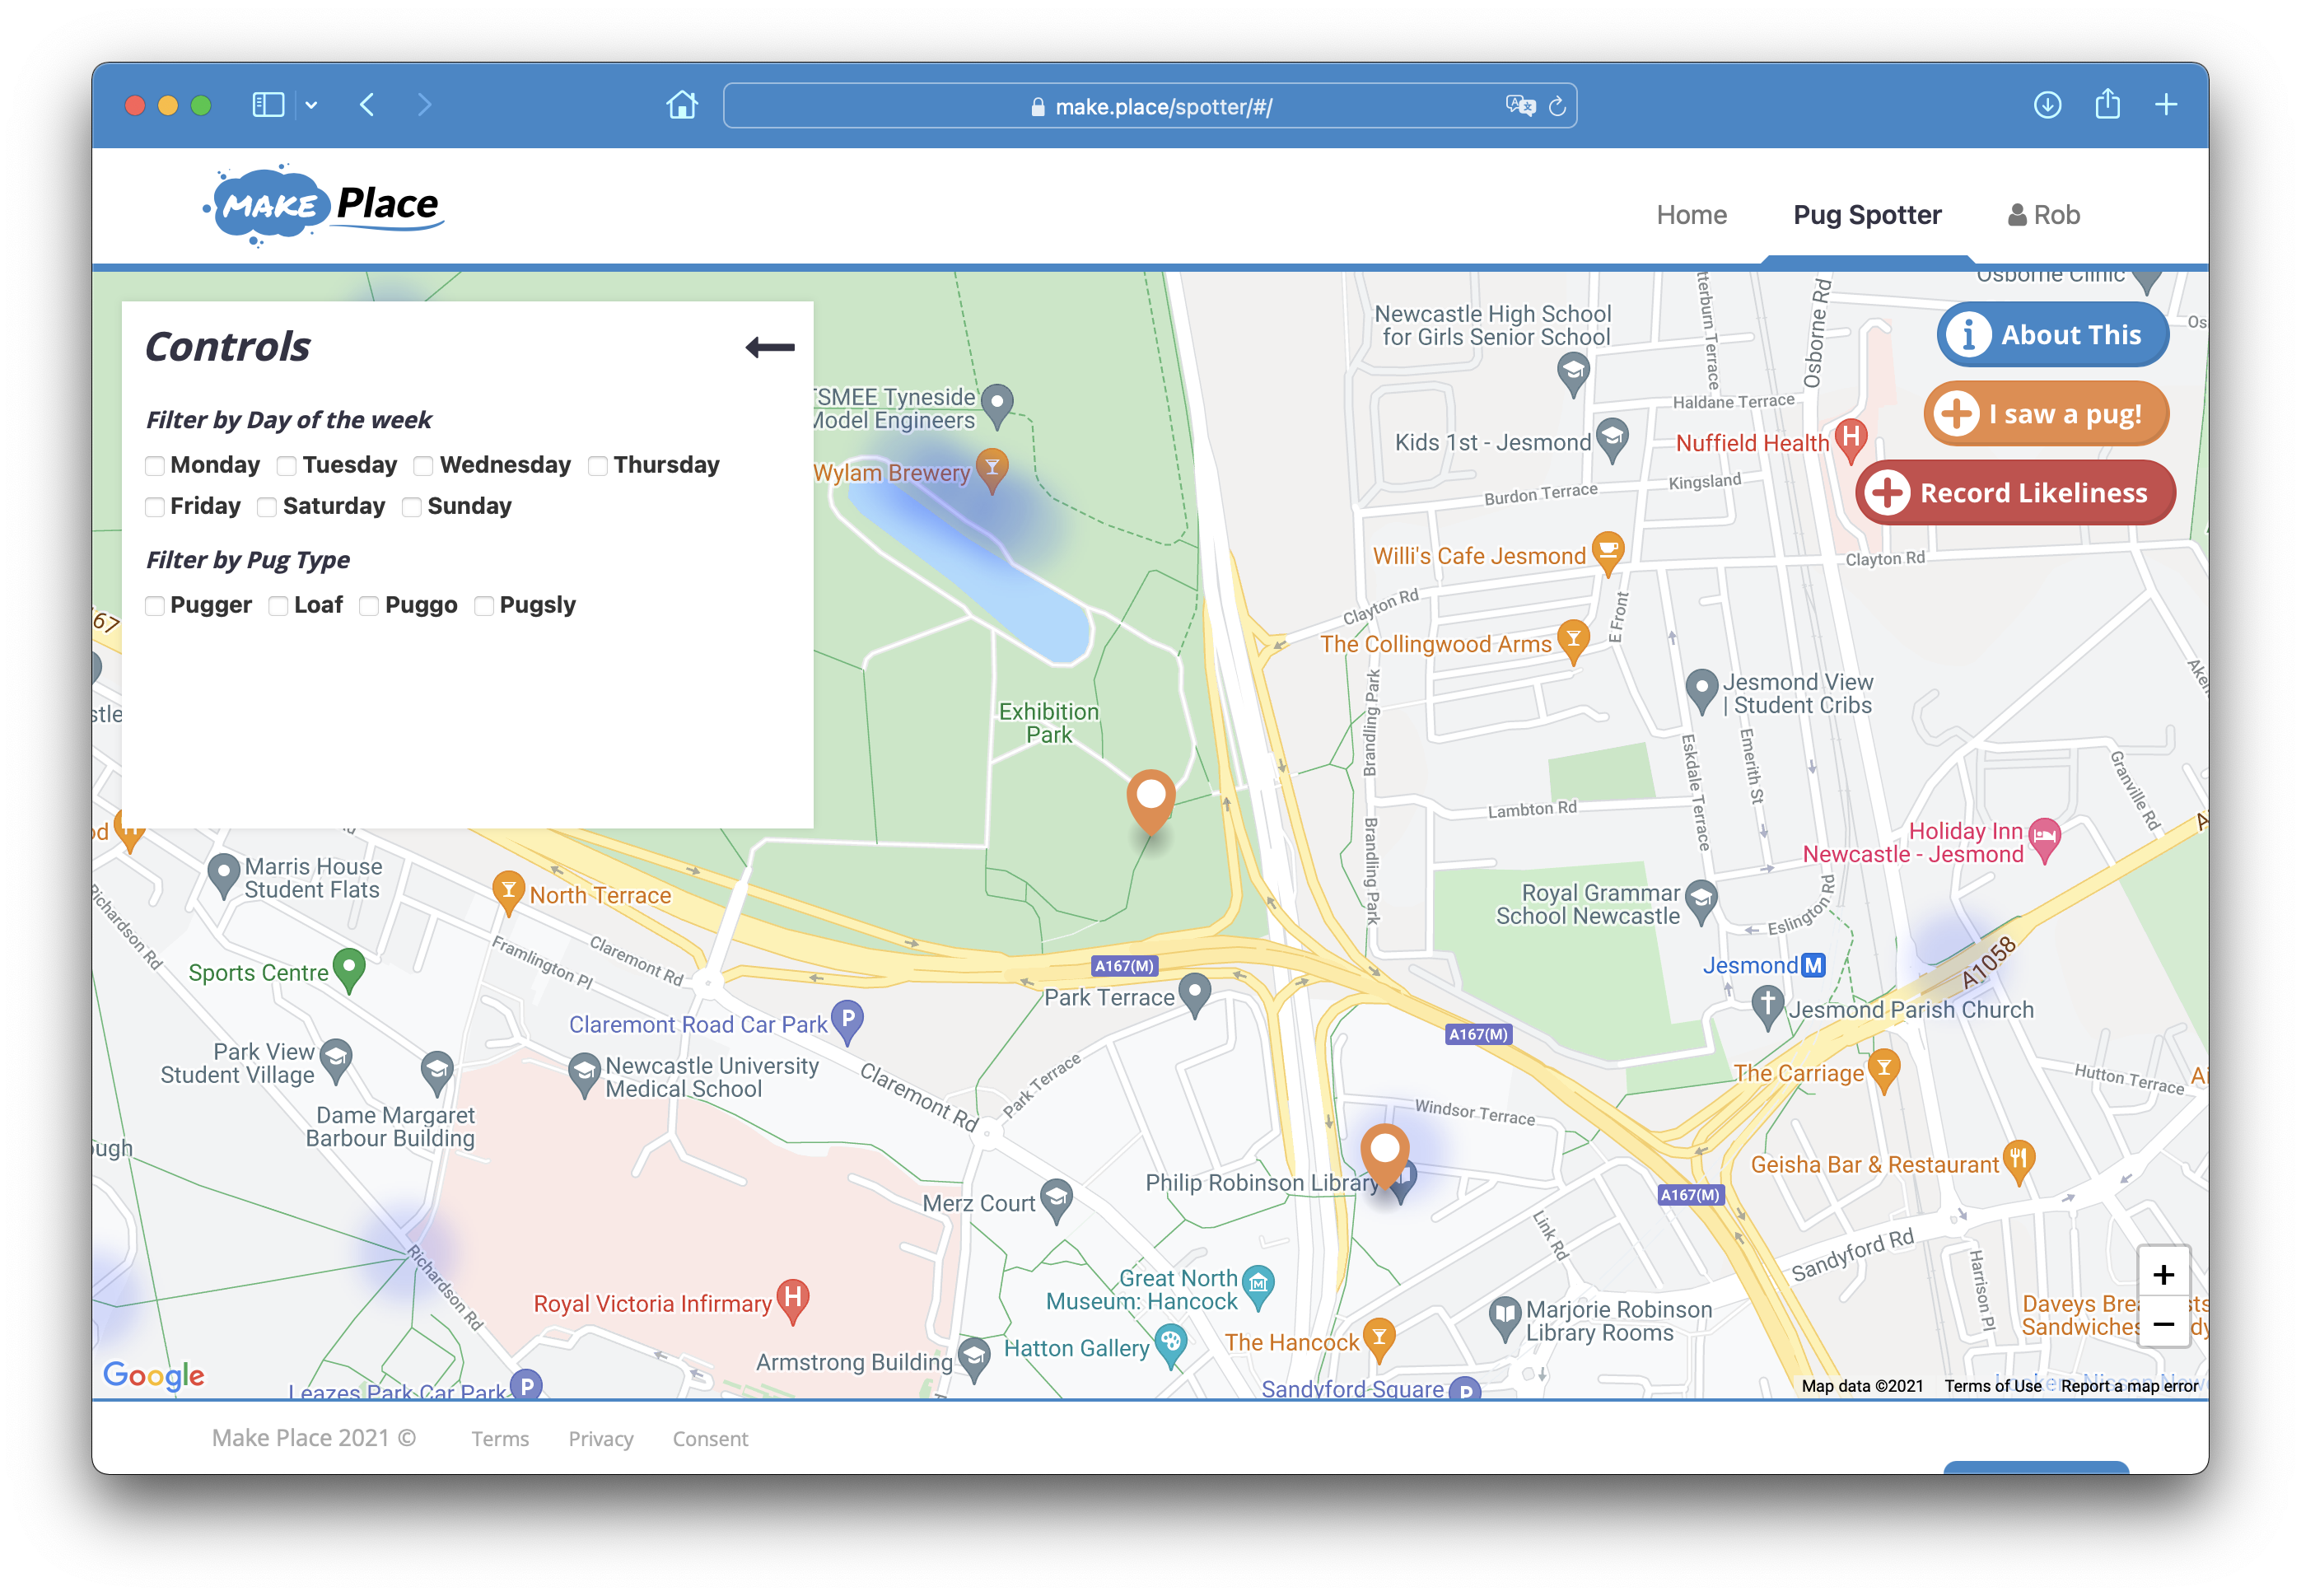 make.place/spotter/#/
MAKE Place
Home
Pug Spotter
Rob
Controls
Filter by Day of the week
Monday Tuesday Wednesday Thursday
Friday Saturday Sunday
Filter by Pug Type
Pugger Loaf Puggo Pugsly
About This
I saw a pug!
Record Likeliness
Osborne Clinic
Osborne Rd
Newcastle High School
for Girls Senior School
TSMEE Tyneside
Model Engineers
Wylam Brewery
Haldane Terrace
Kids 1st - Jesmond
Nuffield Health
Burdon Terrace
Kingsland
Willi's Cafe Jesmond
Clayton Rd
Clayton Rd
E Front
The Collingwood Arms
Brandling Park
Jesmond View
| Student Cribs
Exhibition
Park
Eskdale Terrace
Emerith St
Granville Rd
Lambton Rd
Brandling Park
Holiday Inn
Newcastle - Jesmond
Marris House
Student Flats
North Terrace
Royal Grammar
School Newcastle
Eslington Rd
Richardson Rd
Framlington Pl
Claremont Rd
Sports Centre
A167(M)
Jesmond M
A1058
Park Terrace
Jesmond Parish Church
Claremont Road Car Park
A167(M)
Park View
Student Village
Newcastle University
Medical School
Claremont Rd
Park Terrace
The Carriage
Hutton Terrace
Dame Margaret
Barbour Building
Windsor Terrace
Geisha Bar & Restaurant
Philip Robinson Library
A167(M)
Merz Court
Link Rd
Sandyford Rd
Harrison Pl
Richardson Rd
Great North
Museum: Hancock
Royal Victoria Infirmary
Marjorie Robinson
Library Rooms
Hatton Gallery
The Hancock
Armstrong Building
Leazes Park Car Park
Sandyford Square
Google
+
−
Map data ©2021 Terms of Use Report a map error
Make Place 2021 © Terms Privacy Consent